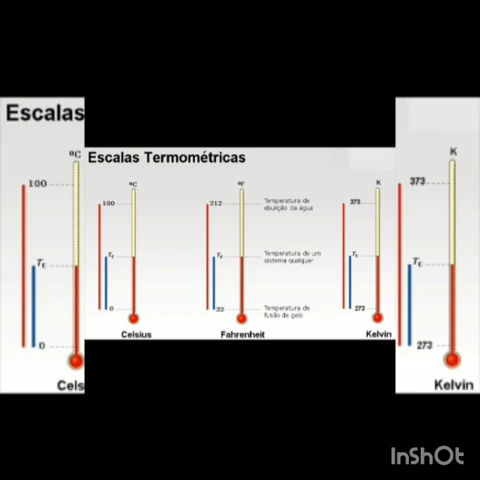 Escalas
ºC
100
T
0
Cels
Escalas Termométricas
ºC
100
T
0
Celsius
ºF
212
T
32
Fahrenheit
Temperatura de
ebulição da água
Temperatura de um
sistema qualquer
Temperatura de
fusão do gelo
K
373
T
273
Kelvin
K
373
T
273
Kelvin
InShOt